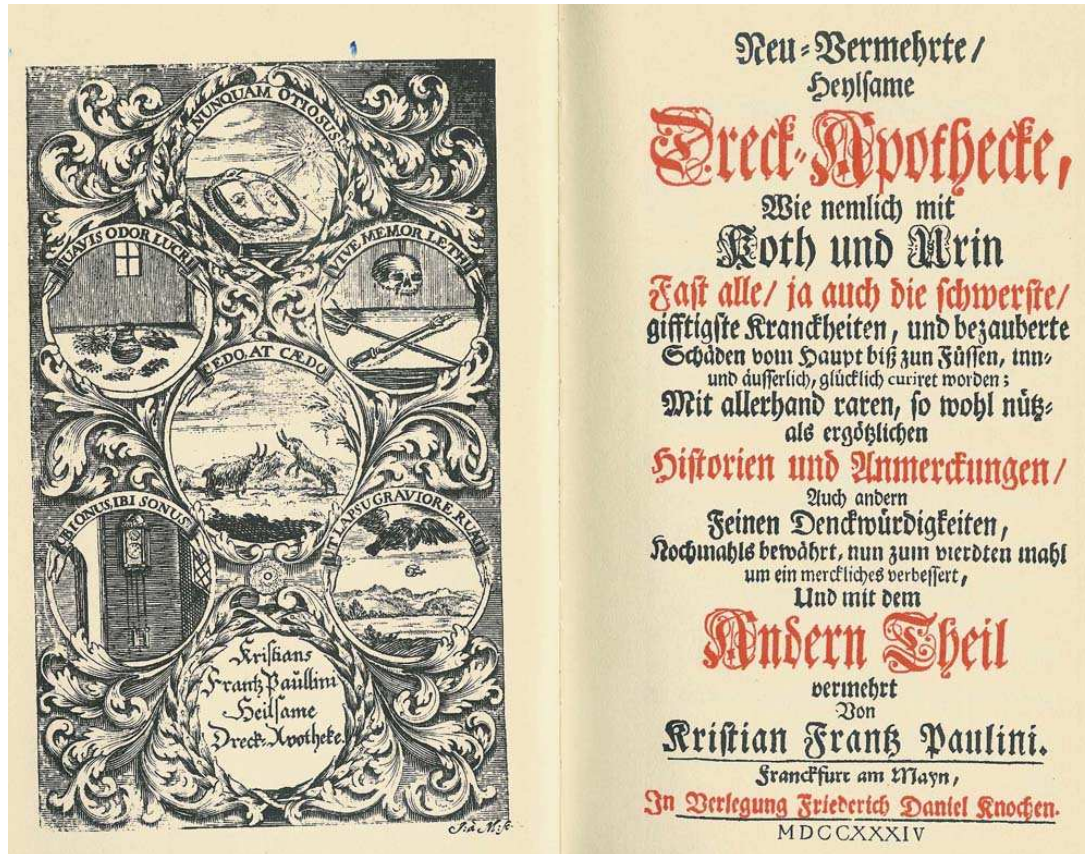 NUNQUAM OTIOSUS
UAVIS ODOR LUCRI
VIVE MEMOR LETHI
CEDO, AT CÆDO
UBI ONUS, IBI SONUS
UT LAPSU GRAVIORE RUAT
Kristians
Frantz Paullini
Heilsame
Dreck-Apotheke.
Neu-Vermehrte/
Heylsame
Dreck-Apothecke,
Wie nemlich mit
Koth und Urin
Fast alle/ ja auch die schwerste/
gifftigste Kranckheiten, und bezauberte
Schäden vom Haupt biß zun Füssen, inn-
und äusserlich, glücklich curiret worden;
Mit allerhand raren, so wohl nütz-
als ergötzlichen
Historien und Anmerckungen/
Auch andern
Feinen Denckwürdigkeiten,
Nochmahls bewährt, nun zum vierdten mahl
um ein merckliches verbessert,
Und mit dem
Andern Theil
vermehrt
Von
Kristian Frantz Paulini.
Franckfurt am Mayn,
In Verlegung Friederich Daniel Knochen.
MDCCXXXIV